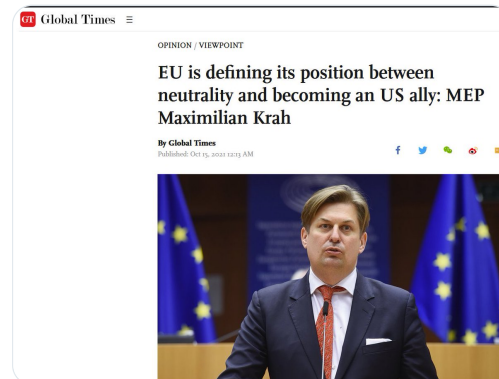 GT Global Times
OPINION / VIEWPOINT
EU is defining its position between
neutrality and becoming an US ally: MEP
Maximilian Krah
By Global Times
Published: Oct 15, 2021 12:13 AM